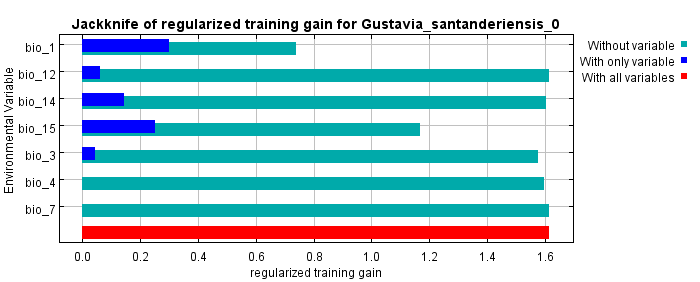 Jackknife of regularized training gain for Gustavia_santanderiensis_0
Without variable
With only variable
With all variables
Environmental Variable
bio_1
bio_12
bio_14
bio_15
bio_3
bio_4
bio_7
0.0 0.2 0.4 0.6 0.8 1.0 1.2 1.4 1.6
regularized training gain